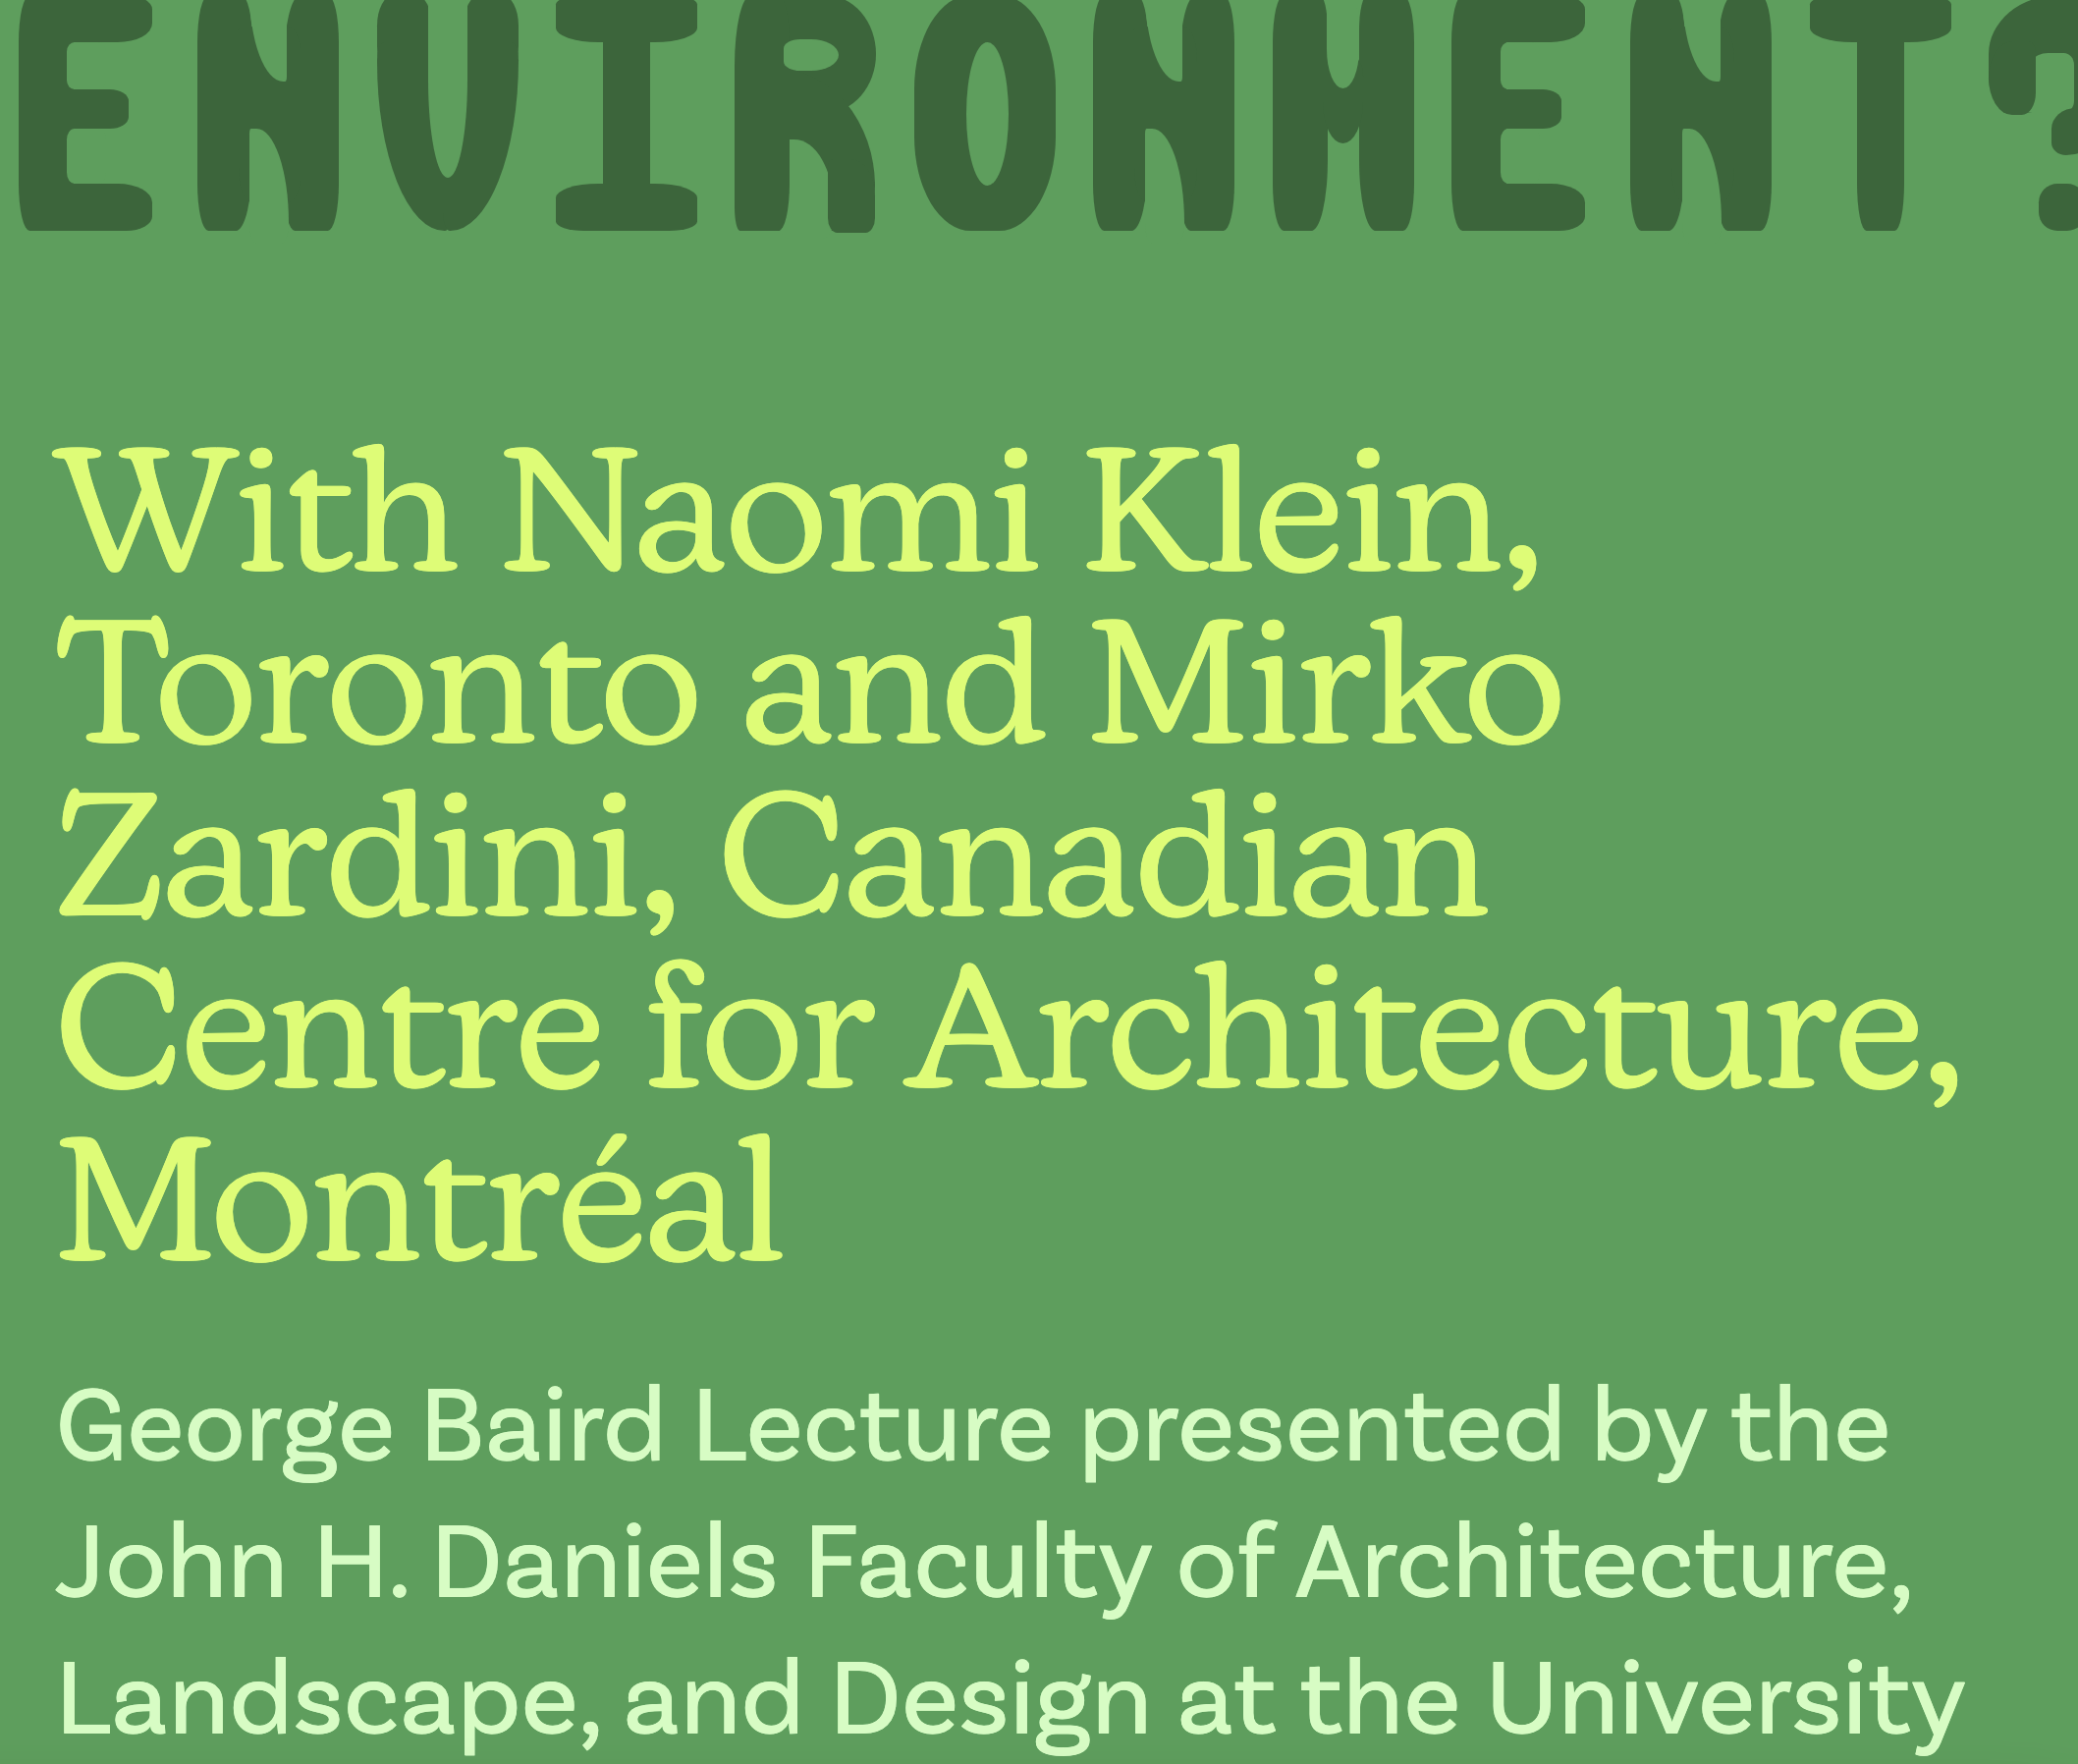 ENVIRONMENT?
With Naomi Klein,
Toronto and Mirko
Zardini, Canadian
Centre for Architecture,
Montréal
George Baird Lecture presented by the
John H. Daniels Faculty of Architecture,
Landscape, and Design at the University